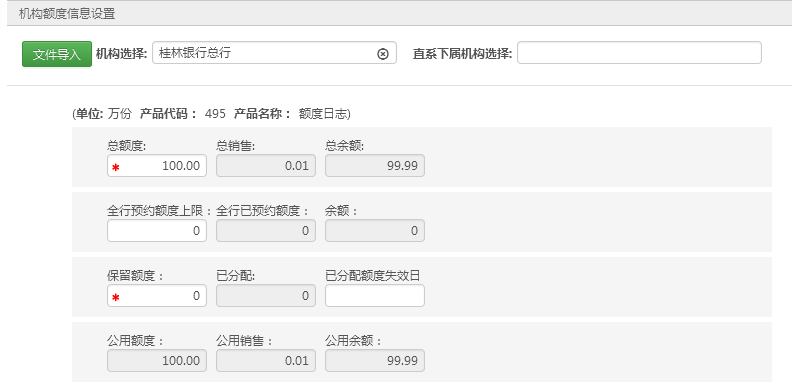 机构额度信息设置
文件导入 机构选择: 桂林银行总行 直系下属机构选择:
(单位: 万份 产品代码： 495 产品名称： 额度日志)
总额度: 总销售: 总余额:
* 100.00 0.01 99.99
全行预约额度上限： 全行已预约额度： 余额：
0 0 0
保留额度： 已分配: 已分配额度失效日
* 0 0
公用额度： 公用销售： 公用余额：
100.00 0.01 99.99